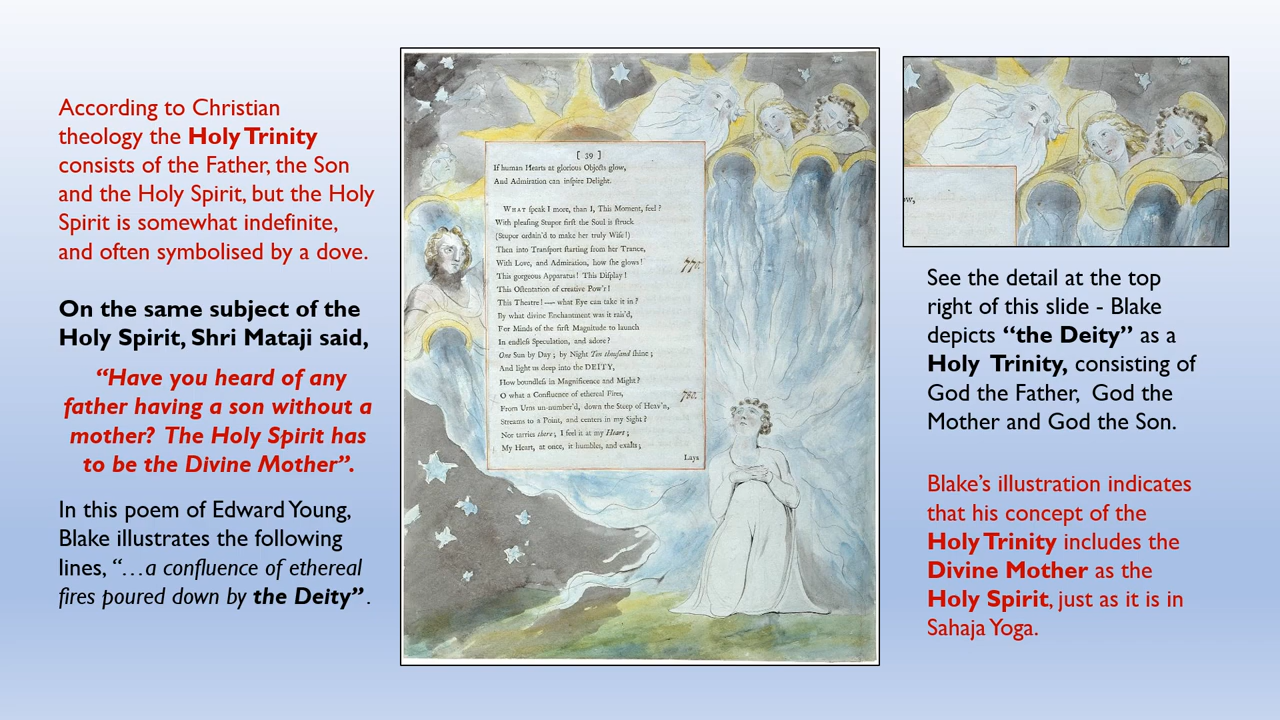 According to Christian
theology the Holy Trinity
consists of the Father, the Son
and the Holy Spirit, but the Holy
Spirit is somewhat indefinite,
and often symbolised by a dove.
On the same subject of the
Holy Spirit, Shri Mataji said,
“Have you heard of any
father having a son without a
mother? The Holy Spirit has
to be the Divine Mother”.
In this poem of Edward Young,
Blake illustrates the following
lines, “…a confluence of ethereal
fires poured down by the Deity”.
[ 39 ]
If human Hearts at glorious Objects glow,
And Admiration can inſpire Delight.
WHAT ſpeak I more, than I, This Moment, feel?
With pleaſing Stupor firſt the Soul is ſtruck
(Stupor ordain'd to make her truly Wiſe!)
Then into Tranſport ſtarting from her Trance,
With Love, and Admiration, how ſhe glows!
770.
This gorgeous Apparatus! This Diſplay!
This Oſtentation of creative Pow'r!
This Theatre!—— what Eye can take it in?
By what divine Enchantment was it rais'd,
For Minds of the firſt Magnitude to launch
In endleſs Speculation, and adore?
One Sun by Day; by Night Ten thouſand ſhine;
And light us deep into the DEITY,
How boundleſs in Magnificence and Might?
O what a Confluence of ethereal Fires,
780.
From Urns un-number'd, down the Steep of Heav'n,
Streams to a Point, and centers in my Sight?
Nor tarries there; I feel it at my Heart;
My Heart, at once, it humbles, and exalts;
Lays
ow,
See the detail at the top
right of this slide - Blake
depicts “the Deity” as a
Holy Trinity, consisting of
God the Father, God the
Mother and God the Son.
Blake’s illustration indicates
that his concept of the
Holy Trinity includes the
Divine Mother as the
Holy Spirit, just as it is in
Sahaja Yoga.